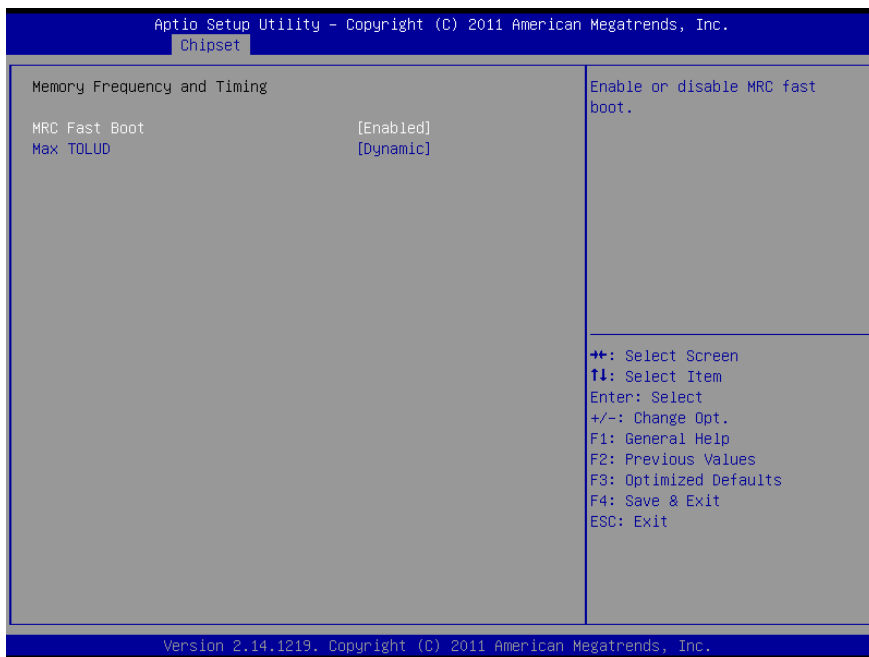 Aptio Setup Utility – Copyright (C) 2011 American Megatrends, Inc.
Chipset
Memory Frequency and Timing
MRC Fast Boot [Enabled]
Max TOLUD [Dynamic]
Enable or disable MRC fast
boot.
→←: Select Screen
↑↓: Select Item
Enter: Select
+/-: Change Opt.
F1: General Help
F2: Previous Values
F3: Optimized Defaults
F4: Save & Exit
ESC: Exit
Version 2.14.1219. Copyright (C) 2011 American Megatrends, Inc.